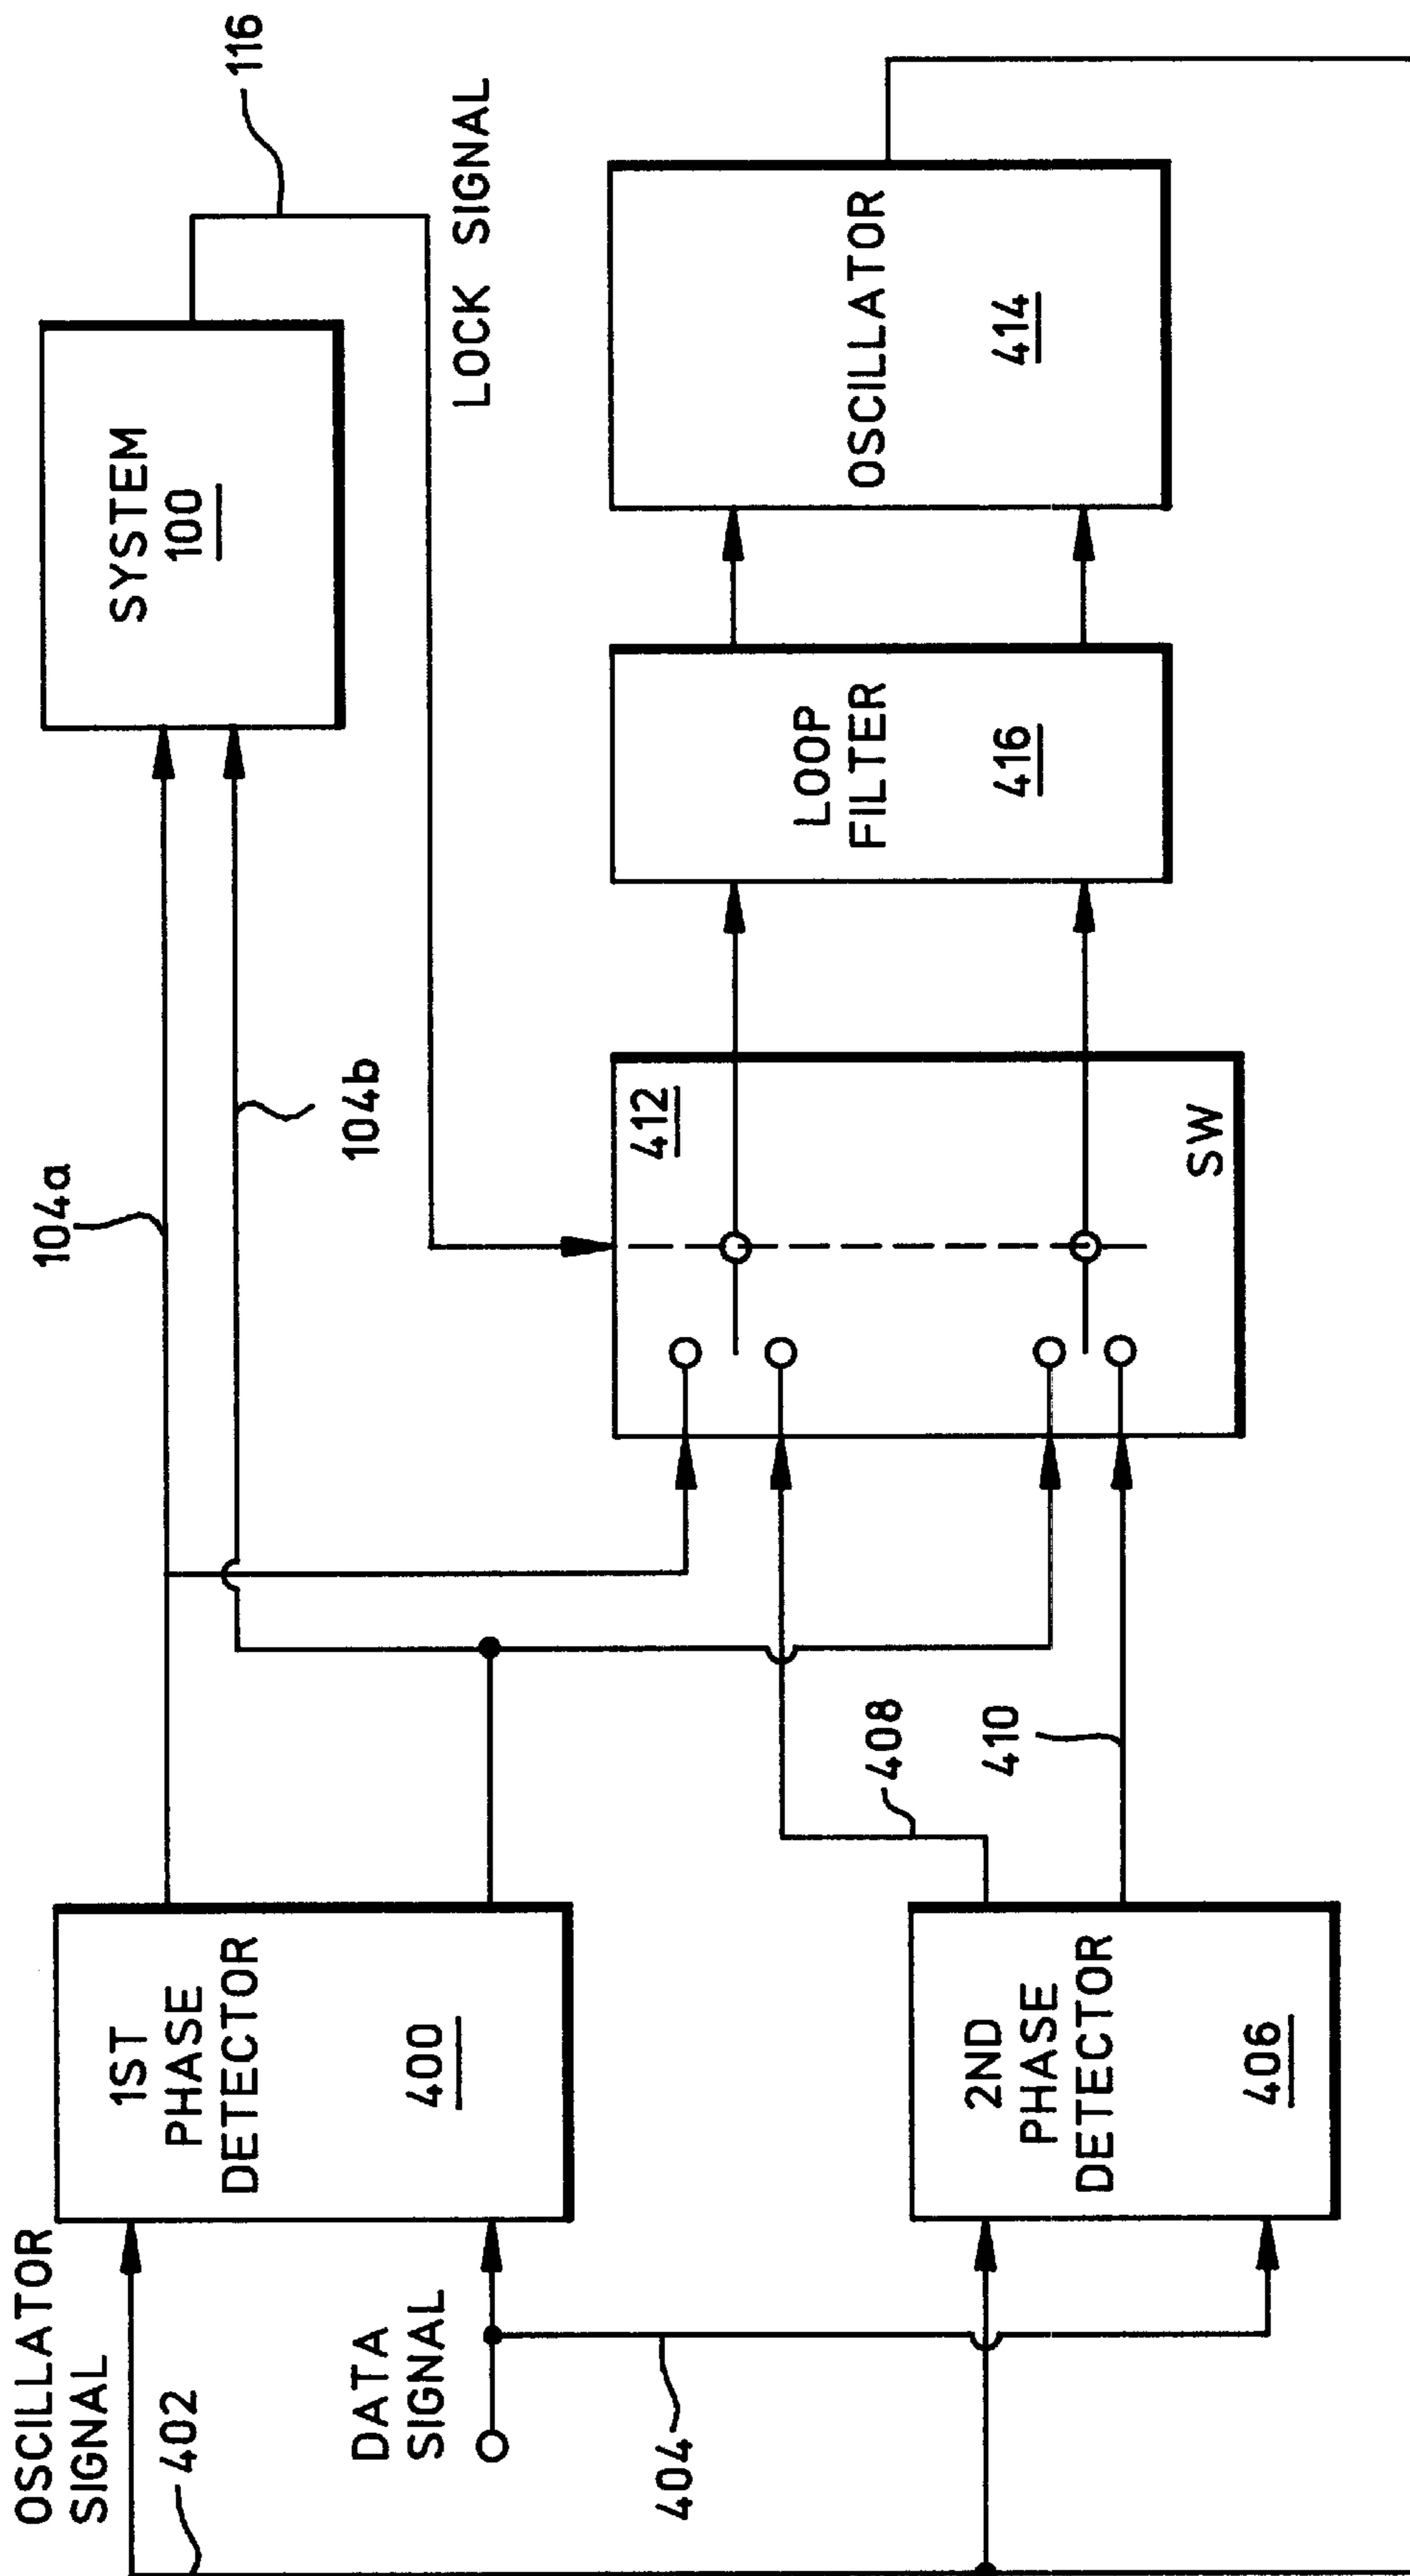 OSCILLATOR
SIGNAL
402
DATA
SIGNAL
404
1ST
PHASE
DETECTOR
400
2ND
PHASE
DETECTOR
406
408
410
104a
104b
SYSTEM
100
116
LOCK SIGNAL
412
SW
LOOP
FILTER
416
OSCILLATOR
414